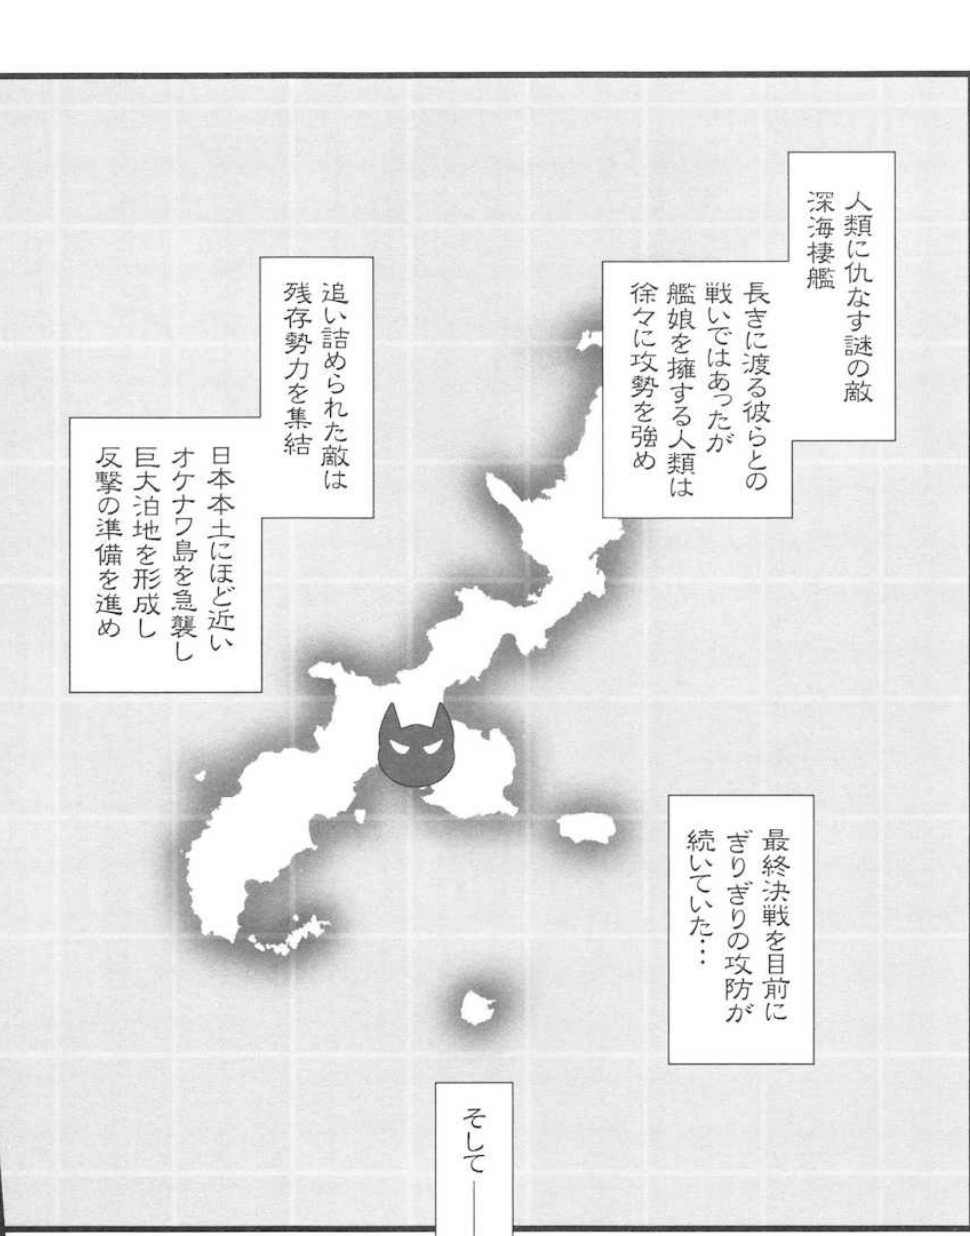 人類に仇なす謎の敵
深海棲艦
長きに渡る彼らとの
戦いではあったが
艦娘を擁する人類は
徐々に攻勢を強め
追い詰められた敵は
残存勢力を集結
日本本土にほど近い
オケナワ島を急襲し
巨大泊地を形成し
反撃の準備を進め
最終決戦を目前に
ぎりぎりの攻防が
続いていた…
そして――